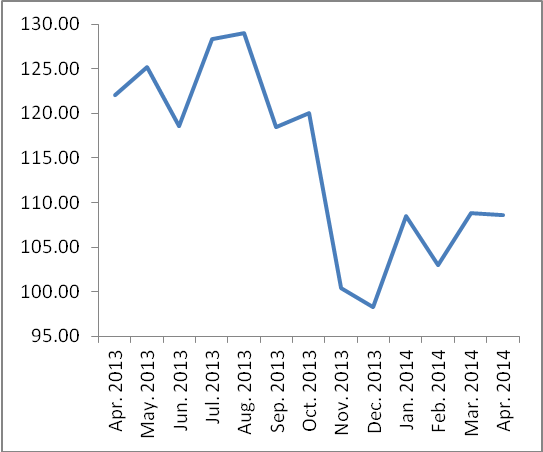 130.00
125.00
120.00
115.00
110.00
105.00
100.00
95.00
Apr. 2013
May. 2013
Jun. 2013
Jul. 2013
Aug. 2013
Sep. 2013
Oct. 2013
Nov. 2013
Dec. 2013
Jan. 2014
Feb. 2014
Mar. 2014
Apr. 2014